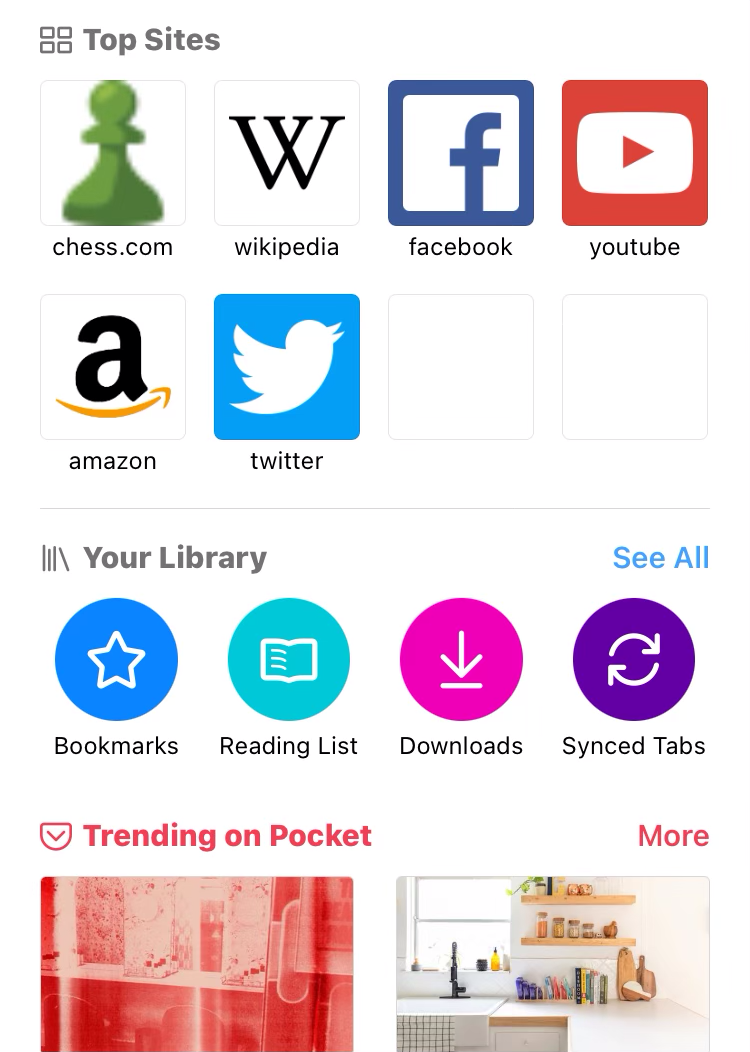 Top Sites
W
f
chess.com wikipedia facebook youtube
a
amazon twitter
Your Library See All
Bookmarks Reading List Downloads Synced Tabs
Trending on Pocket More